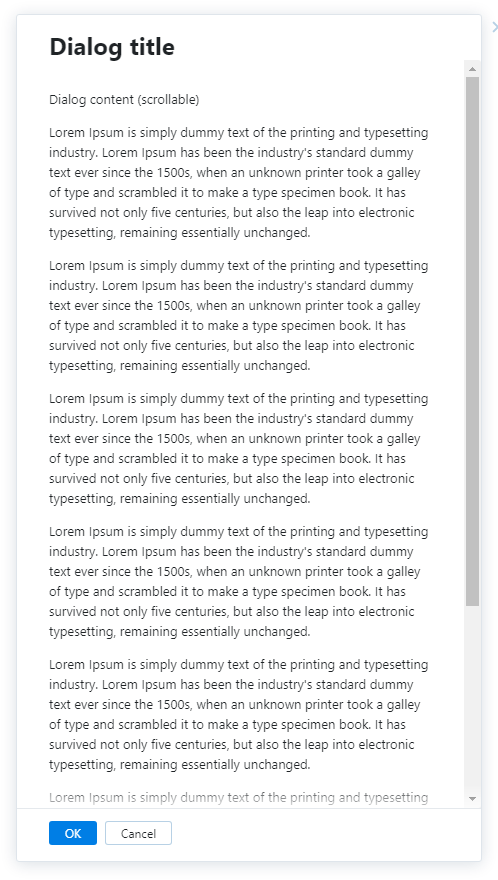 Dialog title
Dialog content (scrollable)
Lorem Ipsum is simply dummy text of the printing and typesetting
industry. Lorem Ipsum has been the industry's standard dummy
text ever since the 1500s, when an unknown printer took a galley
of type and scrambled it to make a type specimen book. It has
survived not only five centuries, but also the leap into electronic
typesetting, remaining essentially unchanged.
Lorem Ipsum is simply dummy text of the printing and typesetting
industry. Lorem Ipsum has been the industry's standard dummy
text ever since the 1500s, when an unknown printer took a galley
of type and scrambled it to make a type specimen book. It has
survived not only five centuries, but also the leap into electronic
typesetting, remaining essentially unchanged.
Lorem Ipsum is simply dummy text of the printing and typesetting
industry. Lorem Ipsum has been the industry's standard dummy
text ever since the 1500s, when an unknown printer took a galley
of type and scrambled it to make a type specimen book. It has
survived not only five centuries, but also the leap into electronic
typesetting, remaining essentially unchanged.
Lorem Ipsum is simply dummy text of the printing and typesetting
industry. Lorem Ipsum has been the industry's standard dummy
text ever since the 1500s, when an unknown printer took a galley
of type and scrambled it to make a type specimen book. It has
survived not only five centuries, but also the leap into electronic
typesetting, remaining essentially unchanged.
Lorem Ipsum is simply dummy text of the printing and typesetting
industry. Lorem Ipsum has been the industry's standard dummy
text ever since the 1500s, when an unknown printer took a galley
of type and scrambled it to make a type specimen book. It has
survived not only five centuries, but also the leap into electronic
typesetting, remaining essentially unchanged.
Lorem Ipsum is simply dummy text of the printing and typesetting
OK Cancel